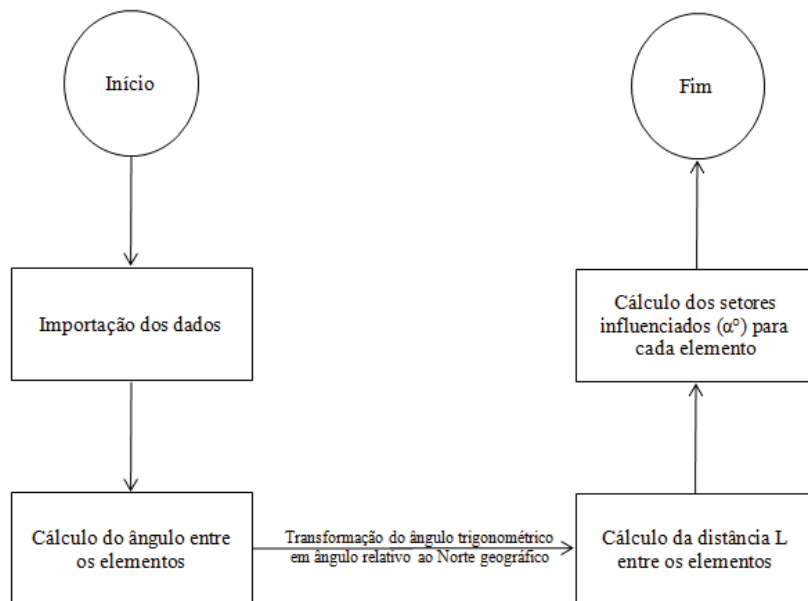 Início
Importação dos dados
Cálculo do ângulo entre
os elementos
Transformação do ângulo trigonométrico
em ângulo relativo ao Norte geográfico
Cálculo da distância L
entre os elementos
Cálculo dos setores
influenciados (α°) para
cada elemento
Fim